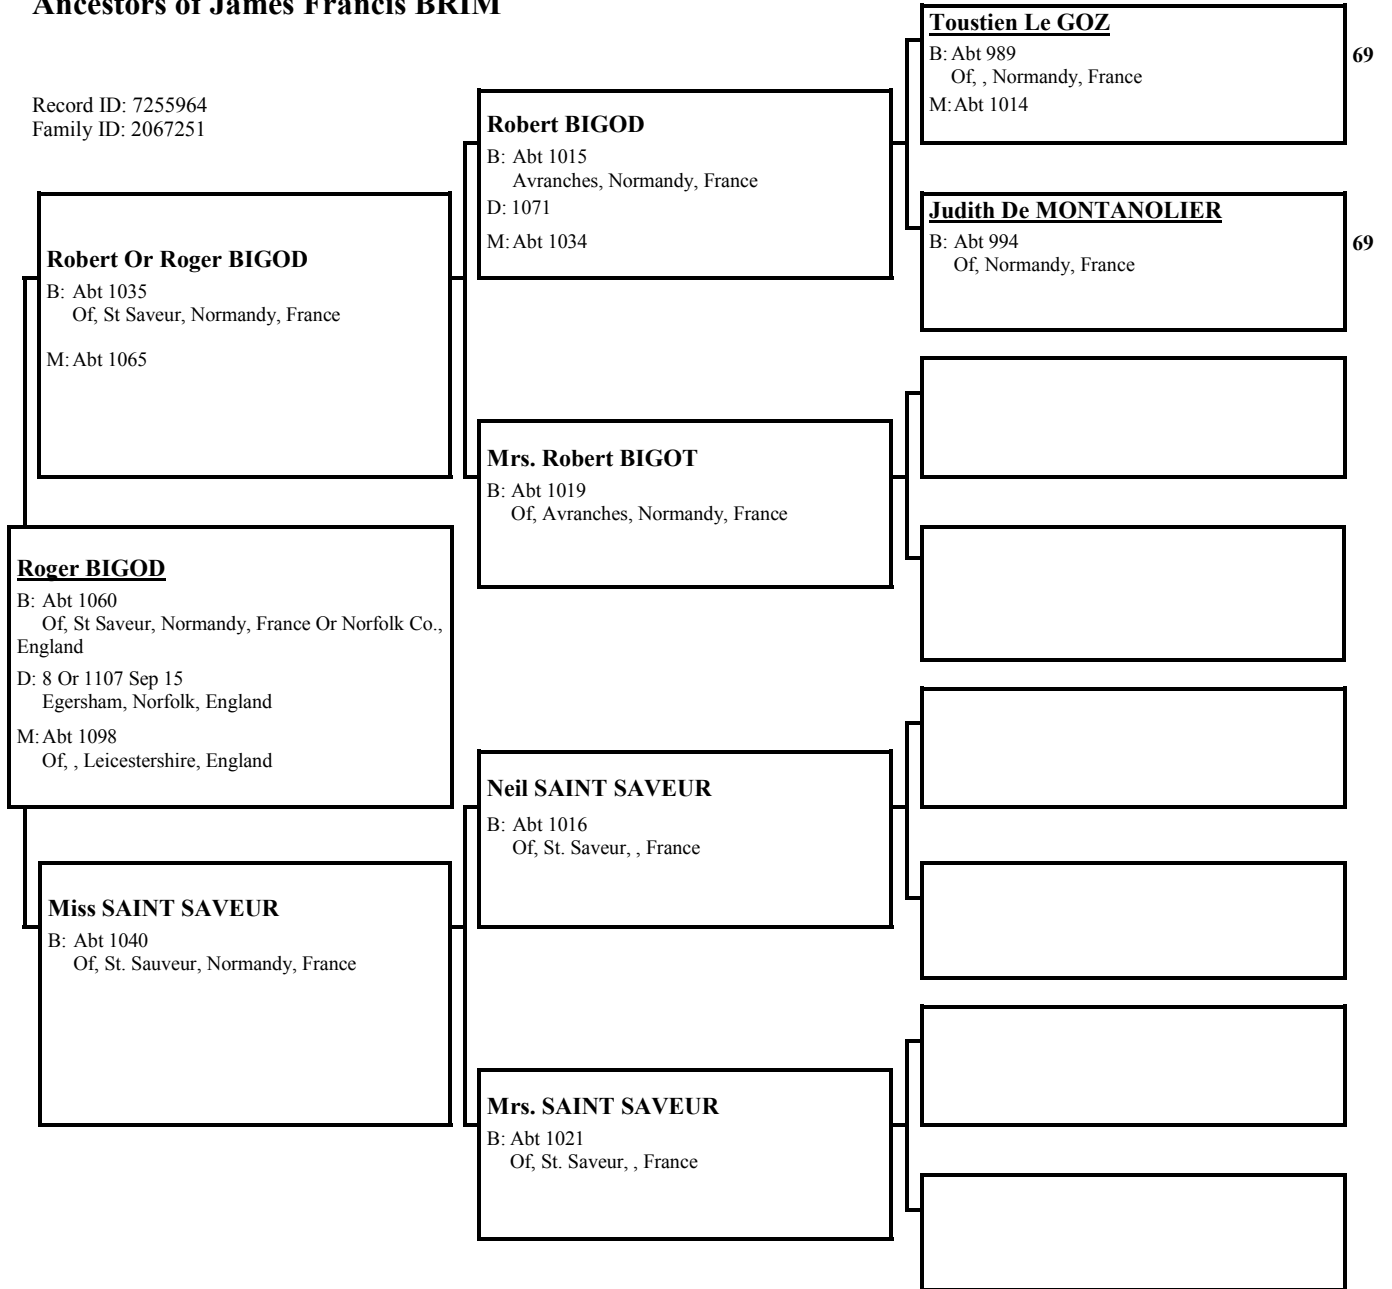 Ancestors of James Francis BRIM
Record ID: 7255964
Family ID: 2067251
Toustien Le GOZ
B: Abt 989
Of, , Normandy, France
M: Abt 1014
69
Robert BIGOD
B: Abt 1015
Avranches, Normandy, France
D: 1071
M: Abt 1034
Judith De MONTANOLIER
B: Abt 994
Of, Normandy, France
69
Robert Or Roger BIGOD
B: Abt 1035
Of, St Saveur, Normandy, France
M: Abt 1065
Mrs. Robert BIGOT
B: Abt 1019
Of, Avranches, Normandy, France
Roger BIGOD
B: Abt 1060
Of, St Saveur, Normandy, France Or Norfolk Co.,
England
D: 8 Or 1107 Sep 15
Egersham, Norfolk, England
M: Abt 1098
Of, , Leicestershire, England
Neil SAINT SAVEUR
B: Abt 1016
Of, St. Saveur, , France
Miss SAINT SAVEUR
B: Abt 1040
Of, St. Sauveur, Normandy, France
Mrs. SAINT SAVEUR
B: Abt 1021
Of, St. Saveur, , France